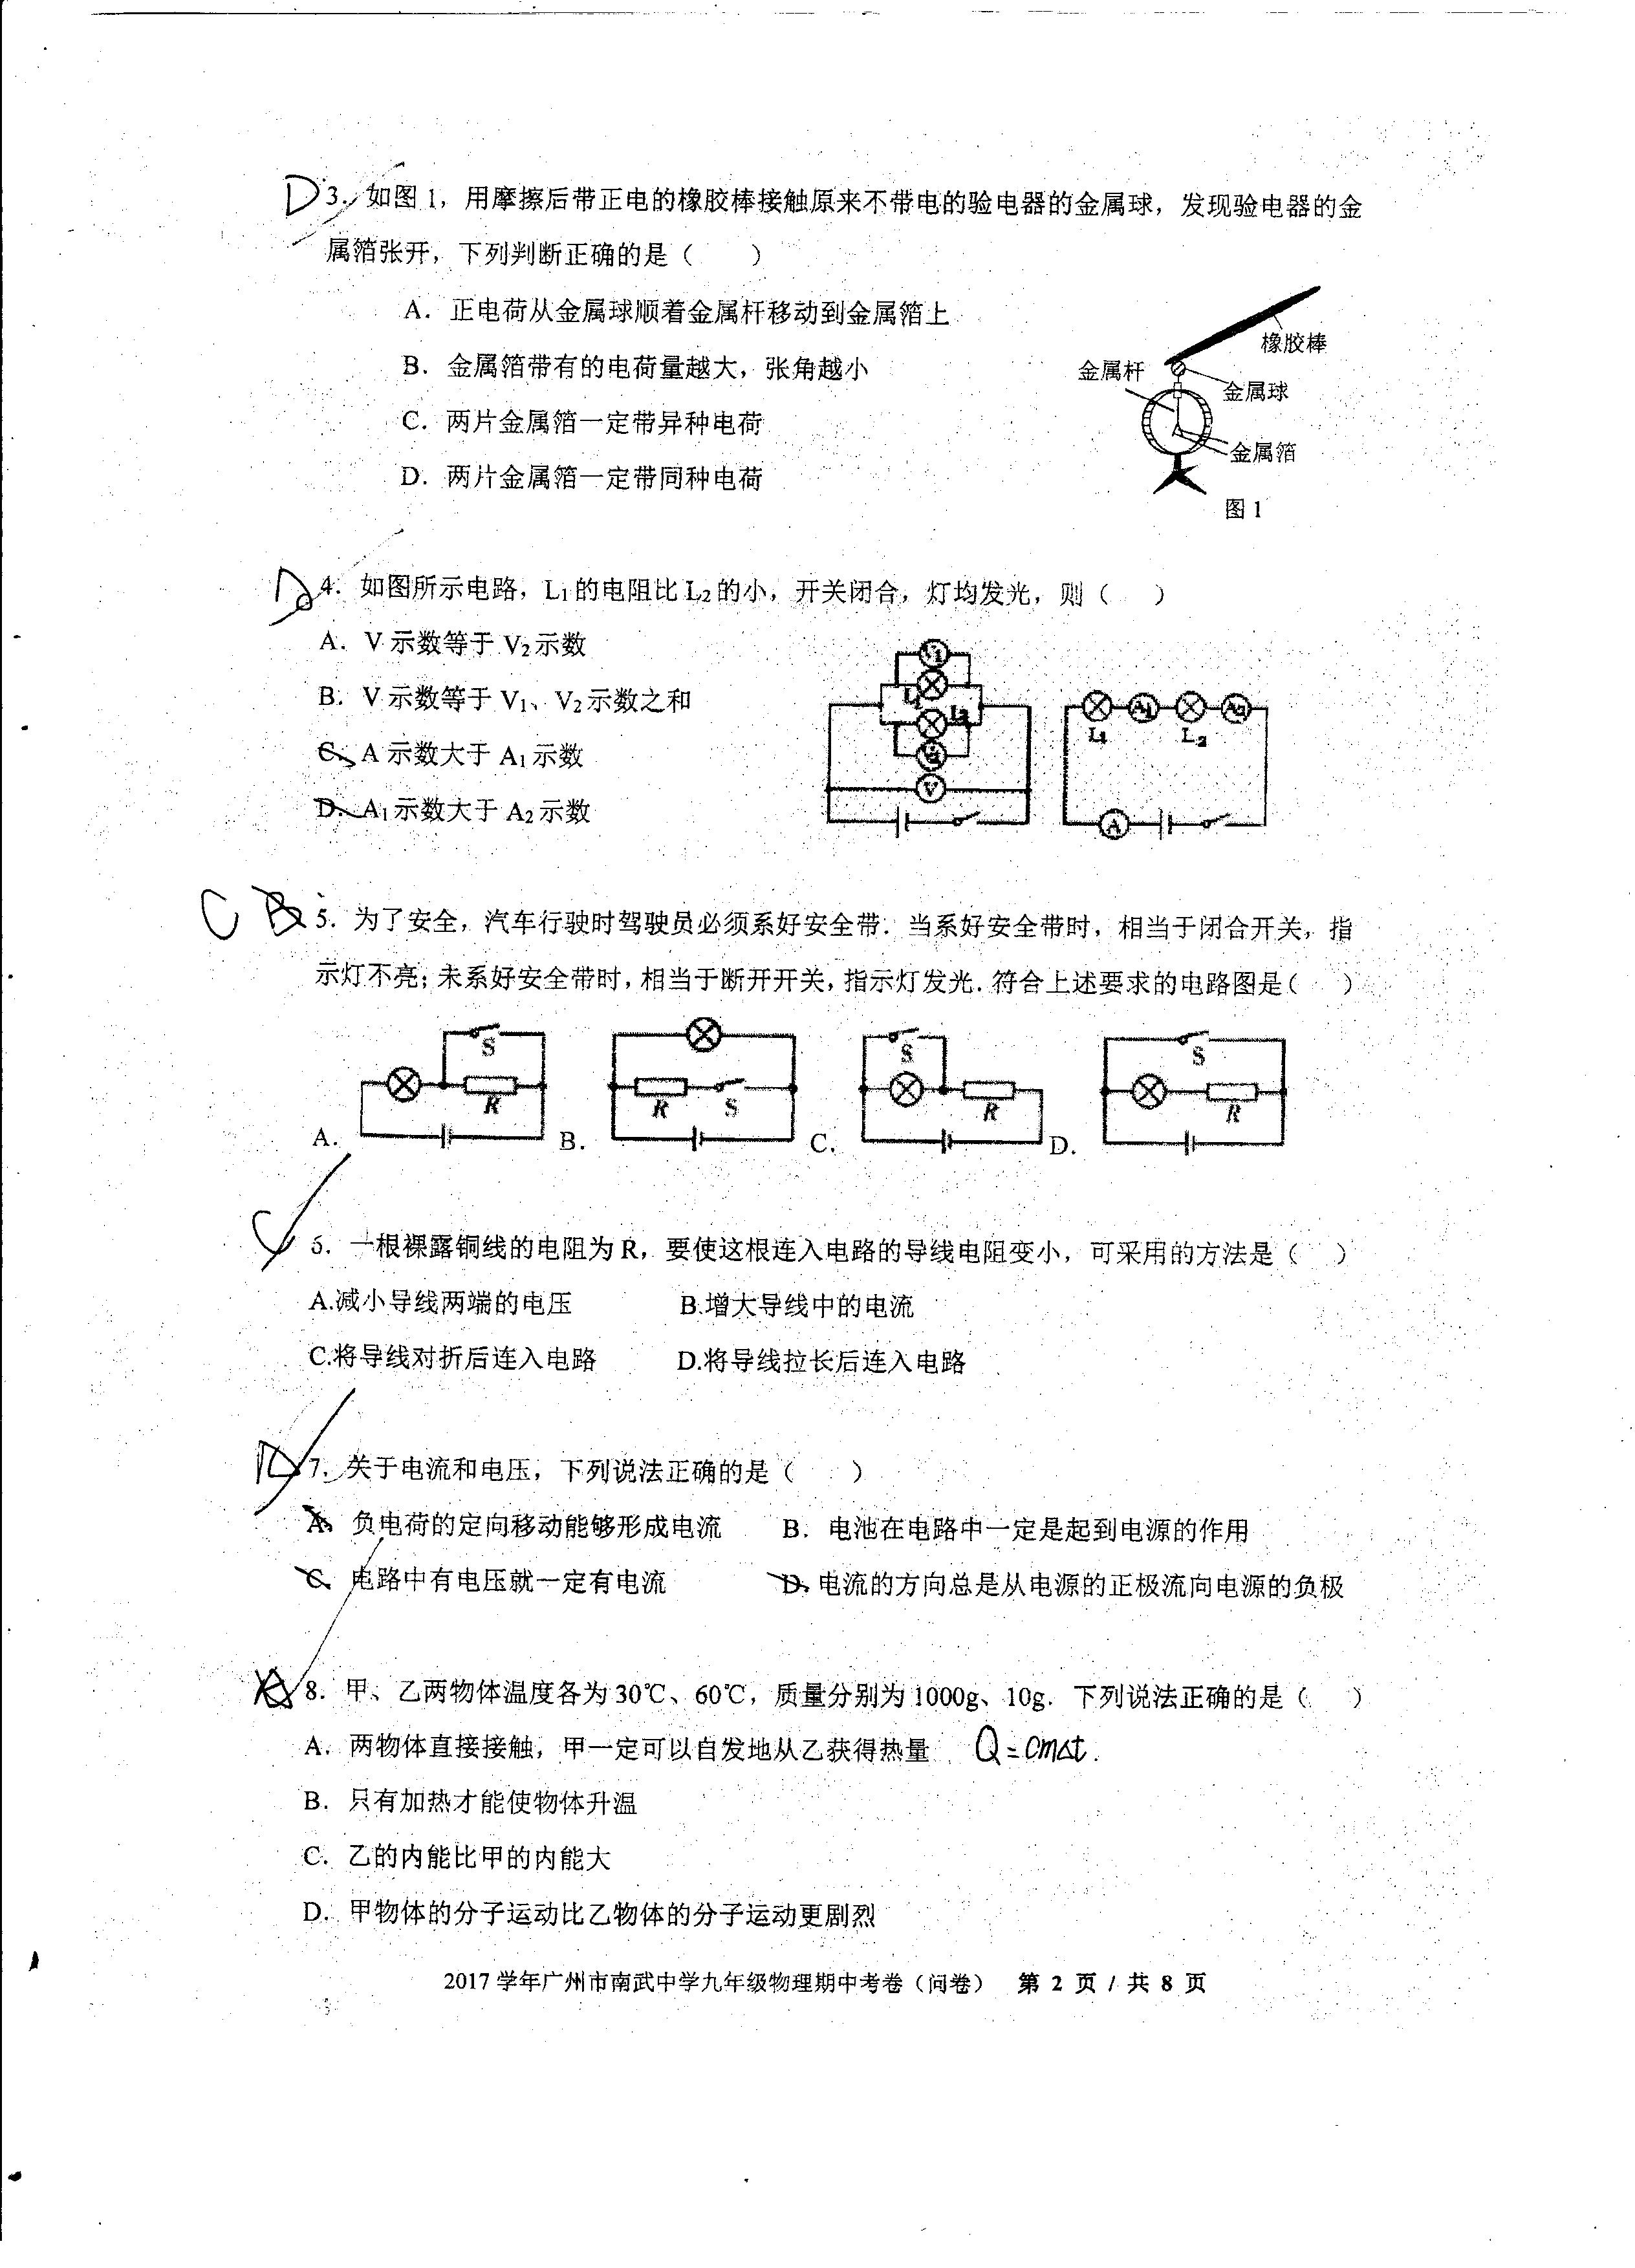 D 3. 如图 1，用摩擦后带正电的橡胶棒接触原来不带电的验电器的金属球，发现验电器的金
属箔张开，下列判断正确的是（　　）
A．正电荷从金属球顺着金属杆移动到金属箔上
B．金属箔带有的电荷量越大，张角越小
C．两片金属箔一定带异种电荷
D．两片金属箔一定带同种电荷
橡胶棒
金属杆
金属球
金属箔
图 1
4．如图所示电路，L1的电阻比 L2的小，开关闭合，灯均发光，则（　）
A．V 示数等于 V2示数
B．V 示数等于 V1、V2示数之和
C、A 示数大于 A1示数
D．A1示数大于 A2示数
V1
L1
L2
V
L1 A1 L2 A2
A
C B 5．为了安全，汽车行驶时驾驶员必须系好安全带．当系好安全带时，相当于闭合开关，指
示灯不亮；未系好安全带时，相当于断开开关，指示灯发光．符合上述要求的电路图是（　）
S S S
R R S R R
A． B． C． D．
C 6．一根裸露铜线的电阻为 R，要使这根连入电路的导线电阻变小，可采用的方法是（　）
A.减小导线两端的电压 B.增大导线中的电流
C.将导线对折后连入电路 D.将导线拉长后连入电路
7．关于电流和电压，下列说法正确的是（　　）
A．负电荷的定向移动能够形成电流 B．电池在电路中一定是起到电源的作用
C．电路中有电压就一定有电流 D．电流的方向总是从电源的正极流向电源的负极
8．甲、乙两物体温度各为 30℃、60℃，质量分别为 1000g、10g．下列说法正确的是（　）
A．两物体直接接触，甲一定可以自发地从乙获得热量 Q=cm△t.
B．只有加热才能使物体升温
C．乙的内能比甲的内能大
D．甲物体的分子运动比乙物体的分子运动更剧烈
2017 学年广州市南武中学九年级物理期中考卷（问卷） 第 2 页 / 共 8 页